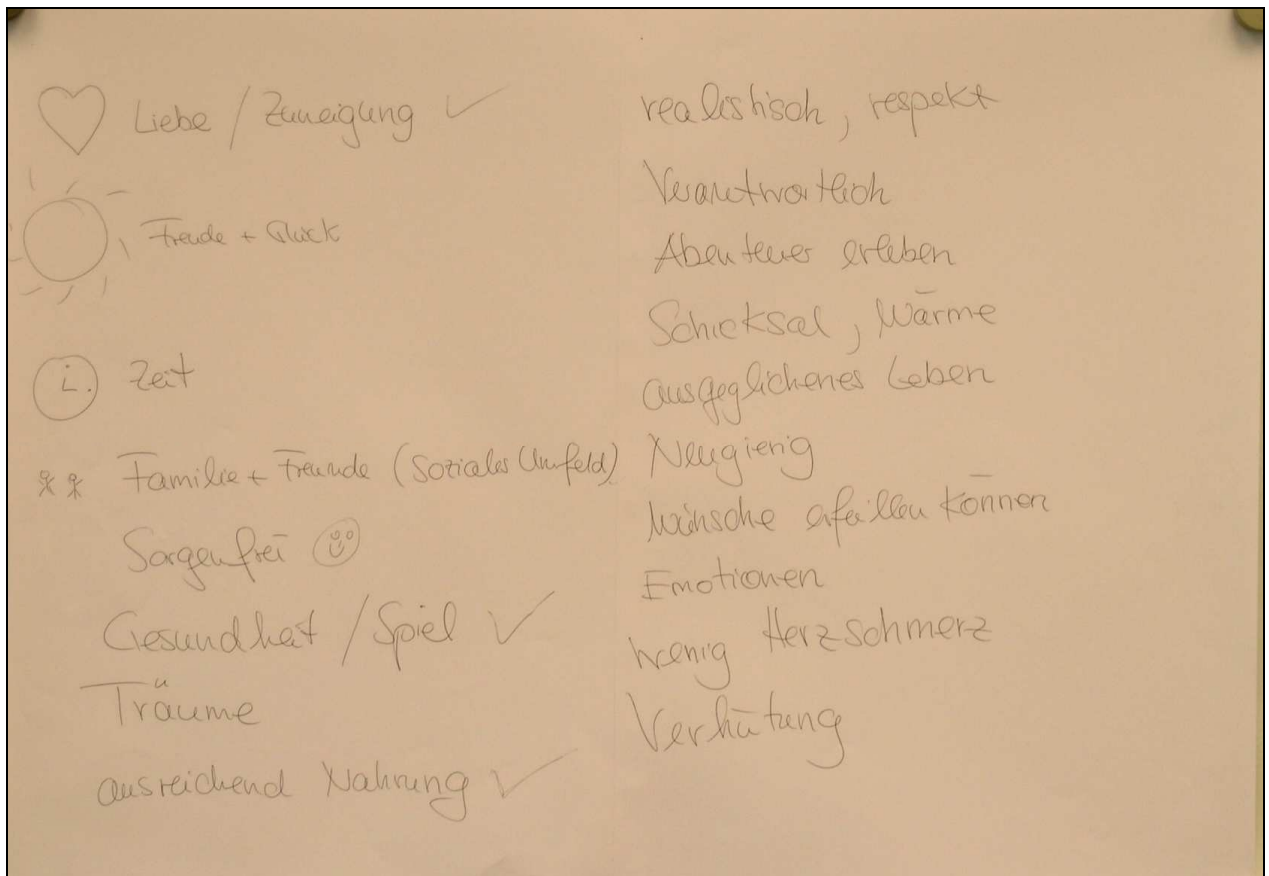 Liebe / Zuneigung ✓
Freude + Glück
Zeit
Familie + Freunde (Soziales Umfeld)
Sorgenfrei
Gesundheit / Spiel ✓
Träume
ausreichend Nahrung ✓
realistisch, respekt
Verantwortlich
Abenteuer erleben
Schicksal, Wärme
ausgeglichenes Leben
Neugierig
Wünsche erfüllen können
Emotionen
wenig Herzschmerz
Verhütung